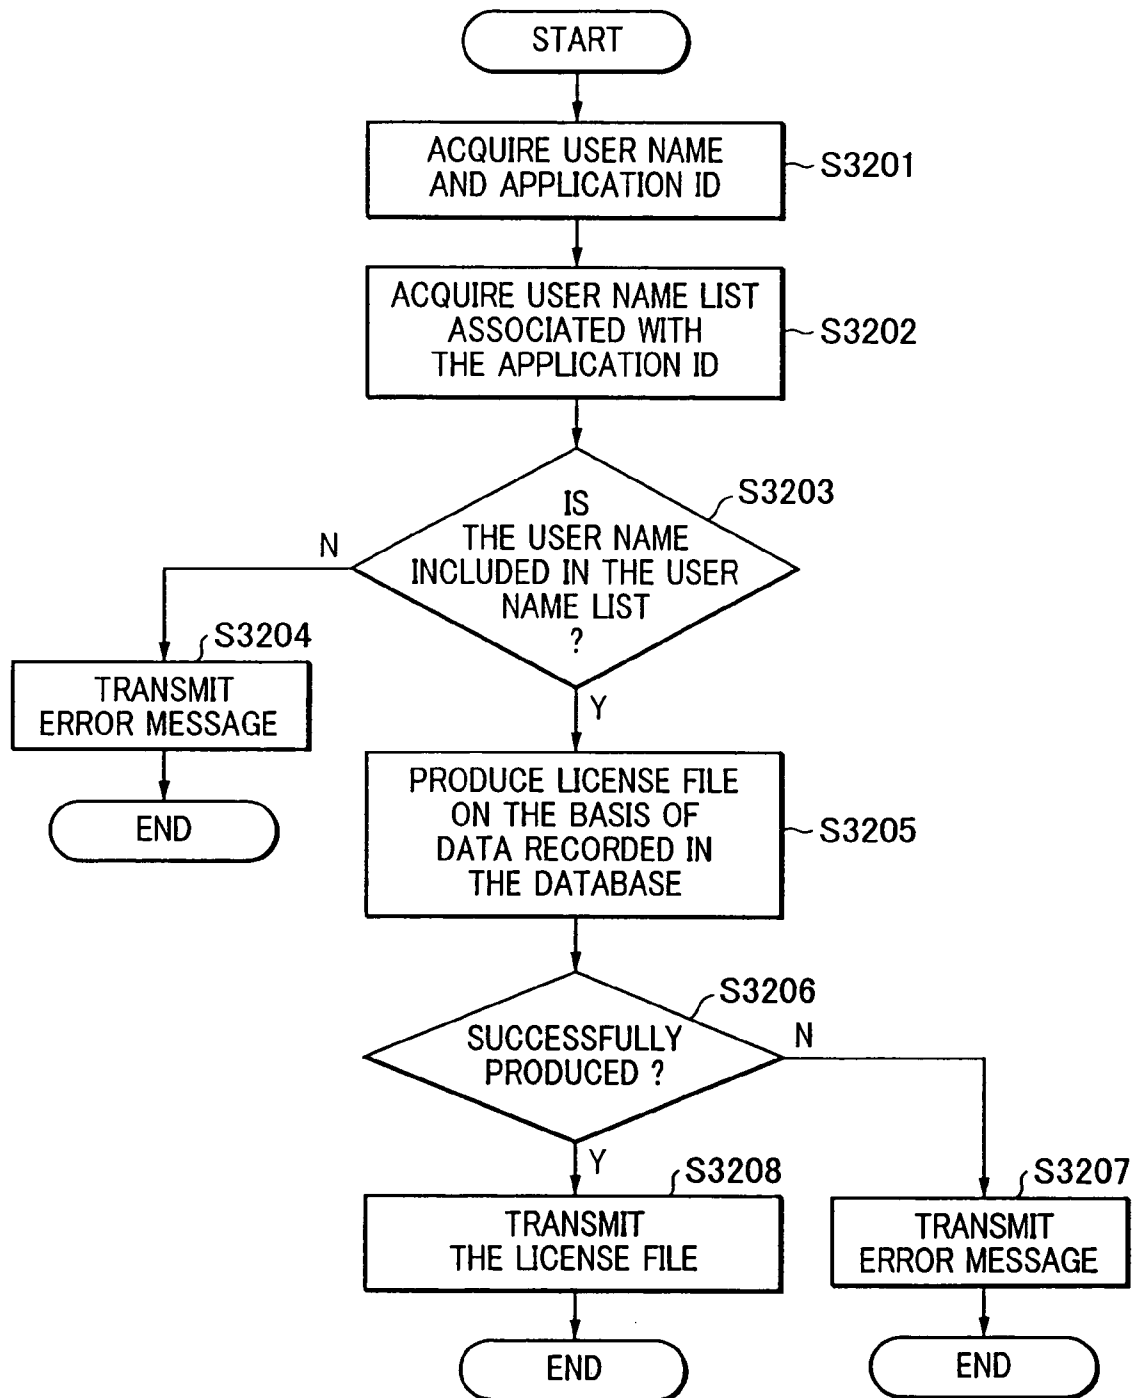 START
ACQUIRE USER NAME
AND APPLICATION ID
S3201
ACQUIRE USER NAME LIST
ASSOCIATED WITH
THE APPLICATION ID
S3202
IS
THE USER NAME
INCLUDED IN THE USER
NAME LIST
?
S3203
N
S3204
TRANSMIT
ERROR MESSAGE
END
Y
PRODUCE LICENSE FILE
ON THE BASIS OF
DATA RECORDED IN
THE DATABASE
S3205
SUCCESSFULLY
PRODUCED ?
S3206
N
Y
S3208
TRANSMIT
THE LICENSE FILE
END
S3207
TRANSMIT
ERROR MESSAGE
END